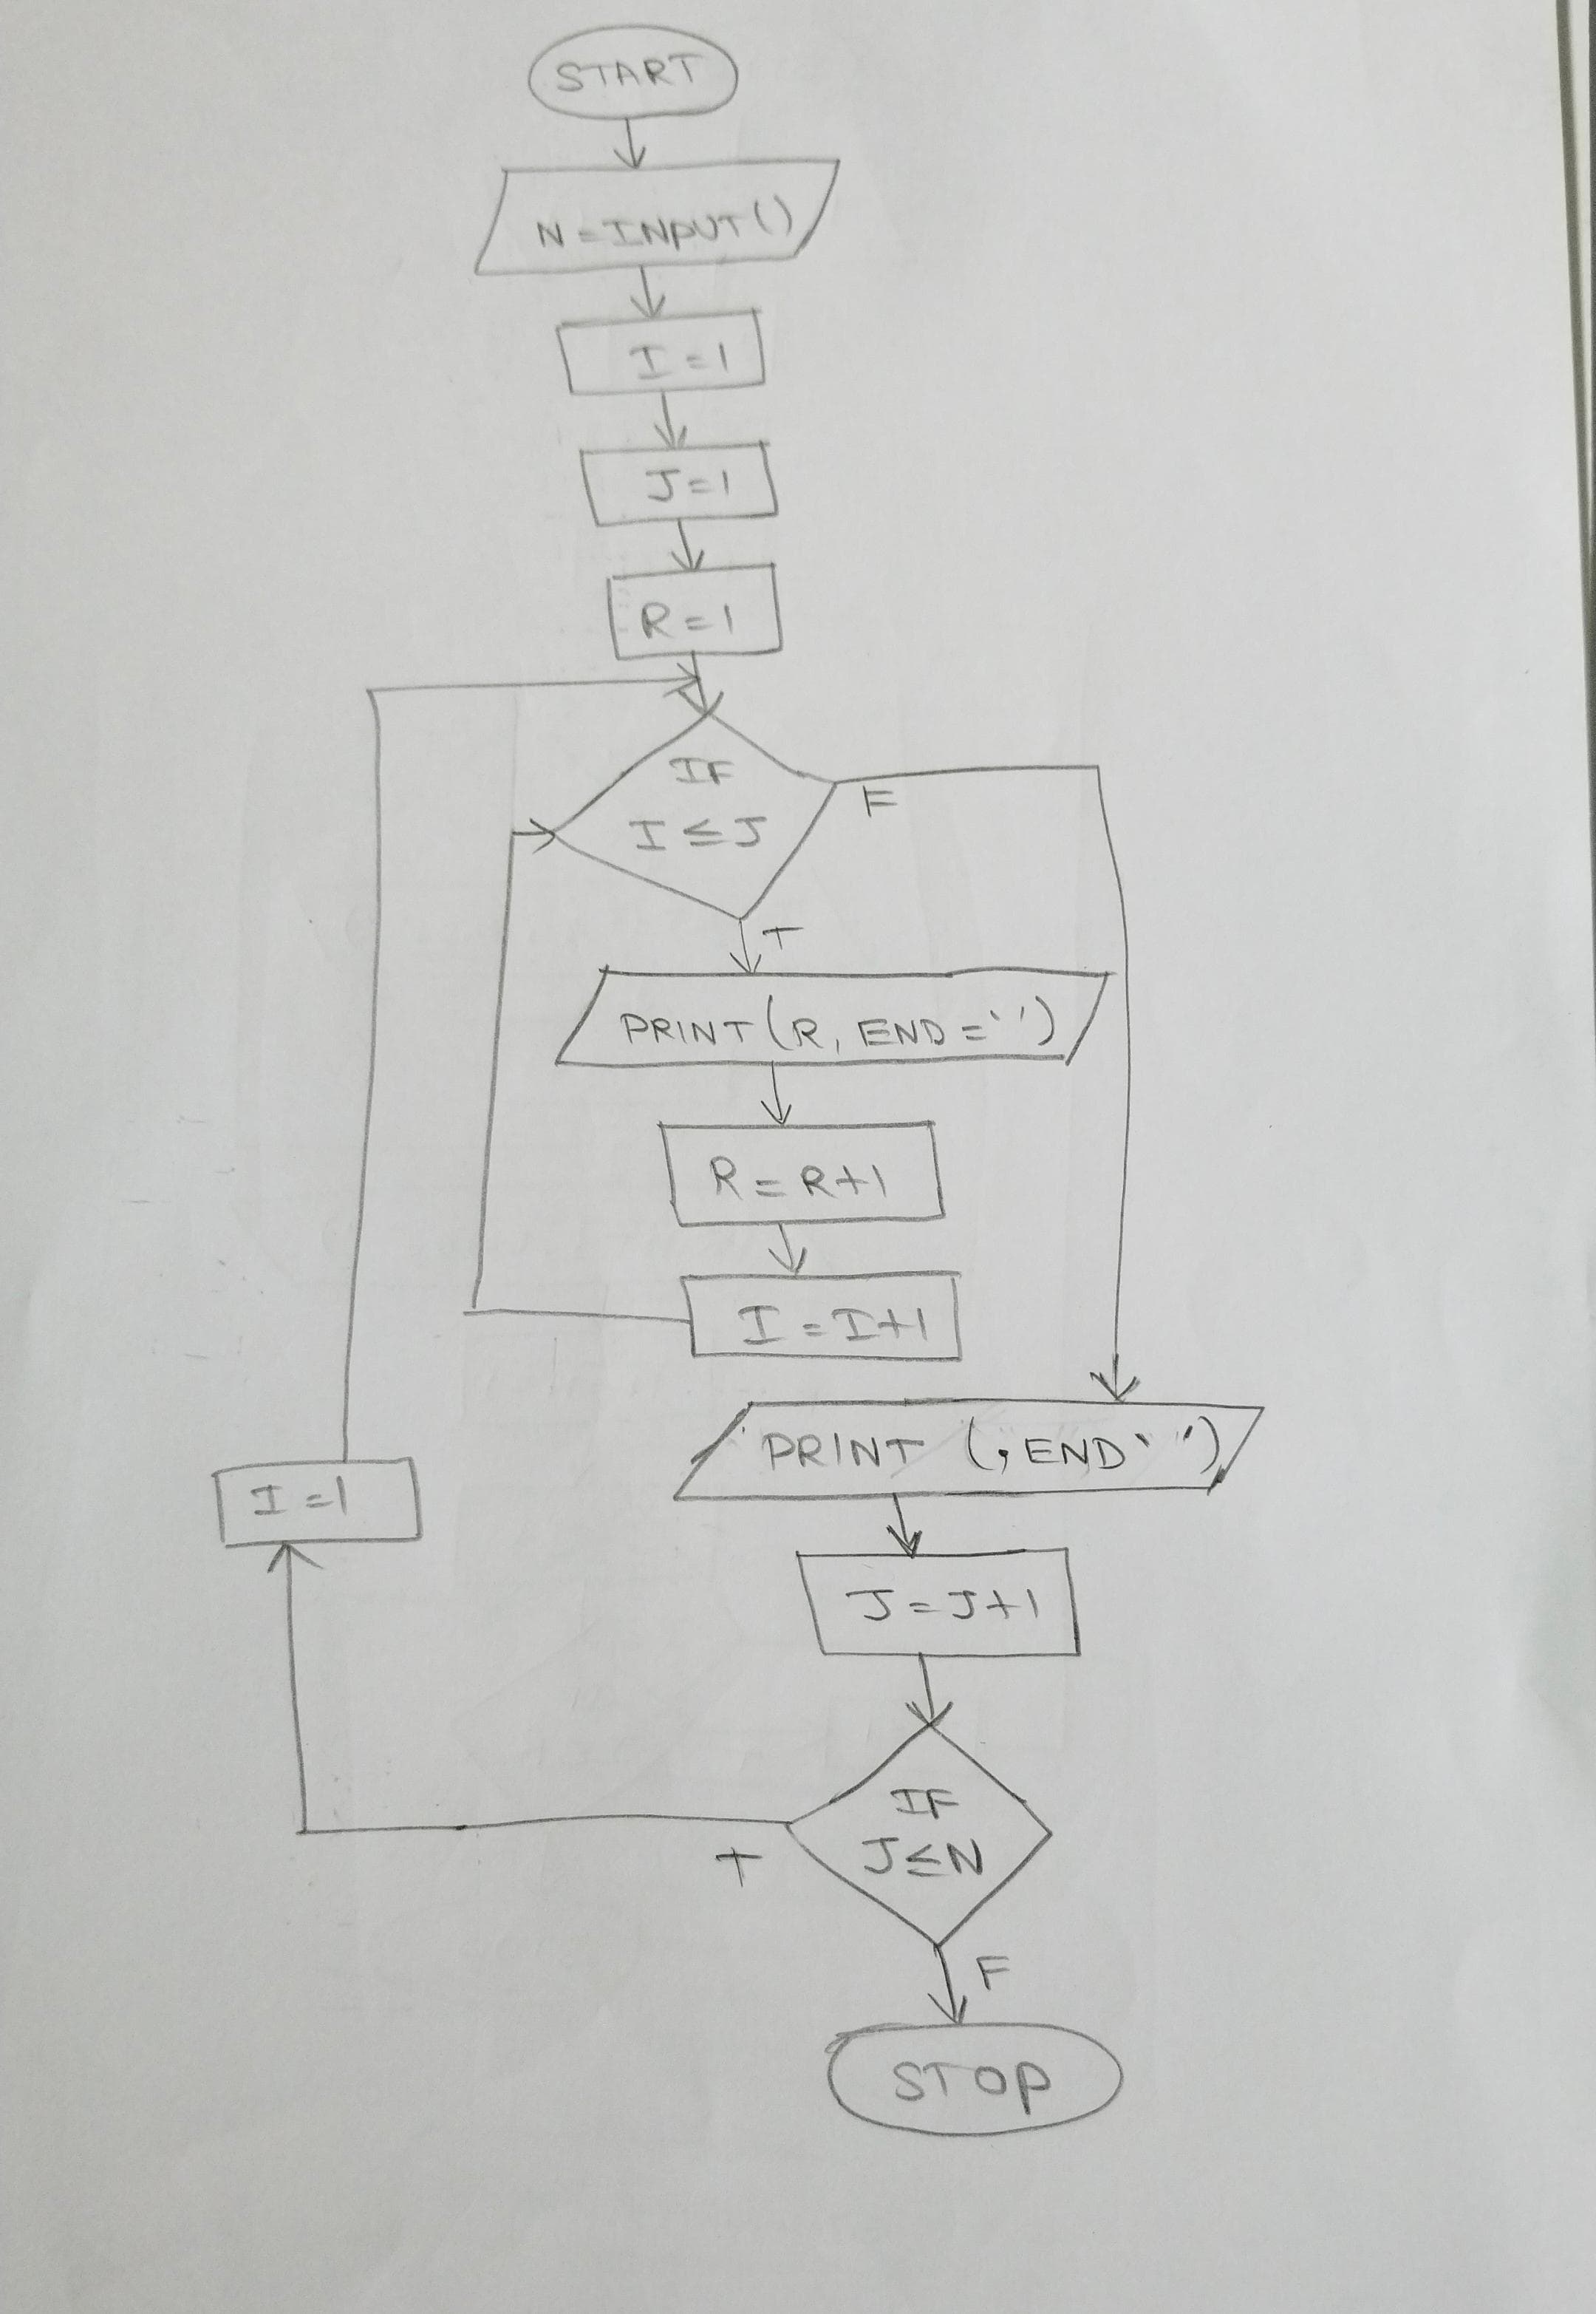 START
N=INPUT()
I=1
J=1
R=1
IF
I≤J
F
T
PRINT(R, END=‘ ’)
R=R+1
I=I+1
PRINT (,END‘ ’)
I=1
J=J+1
IF
J≤N
T
F
STOP